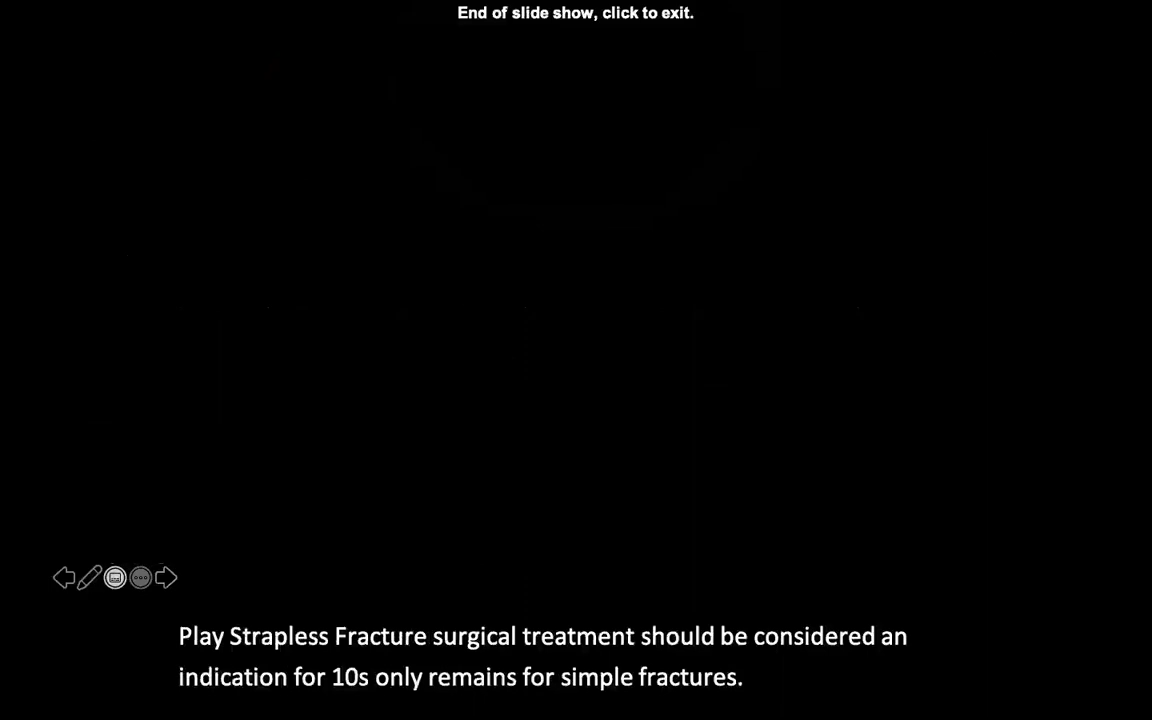 End of slide show, click to exit.
Play Strapless Fracture surgical treatment should be considered an
indication for 10s only remains for simple fractures.